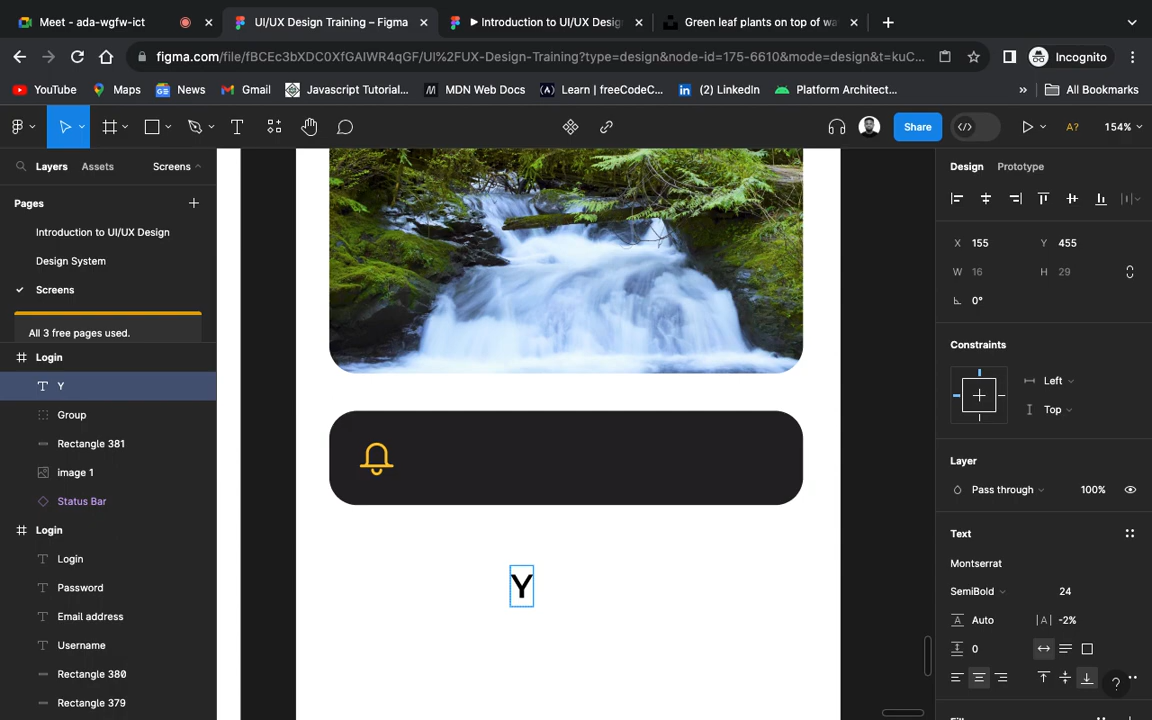 Meet - ada-wgfw-ict
UI/UX Design Training – Figma
Introduction to UI/UX Desig
Green leaf plants on top of wa
figma.com/file/fBCEc3bXDC0XfGAIWR4qGF/UI%2FUX-Design-Training?type=design&node-id=175-6610&mode=design&t=kuC...
Incognito
YouTube
Maps
News
Gmail
Javascript Tutorial...
MDN Web Docs
Learn | freeCodeC...
(2) LinkedIn
Platform Architect...
»
All Bookmarks
Share
A?
154%
Layers
Assets
Screens
Design
Prototype
Pages
Introduction to UI/UX Design
Design System
Screens
All 3 free pages used.
Login
Y
Group
Rectangle 381
image 1
Status Bar
Login
Login
Password
Email address
Username
Rectangle 380
Rectangle 379
Y
X 155
Y 455
W 16
H 29
0°
Constraints
Left
Top
Layer
Pass through
100%
Text
Montserrat
SemiBold
24
Auto
|A| -2%
0
Fill
?